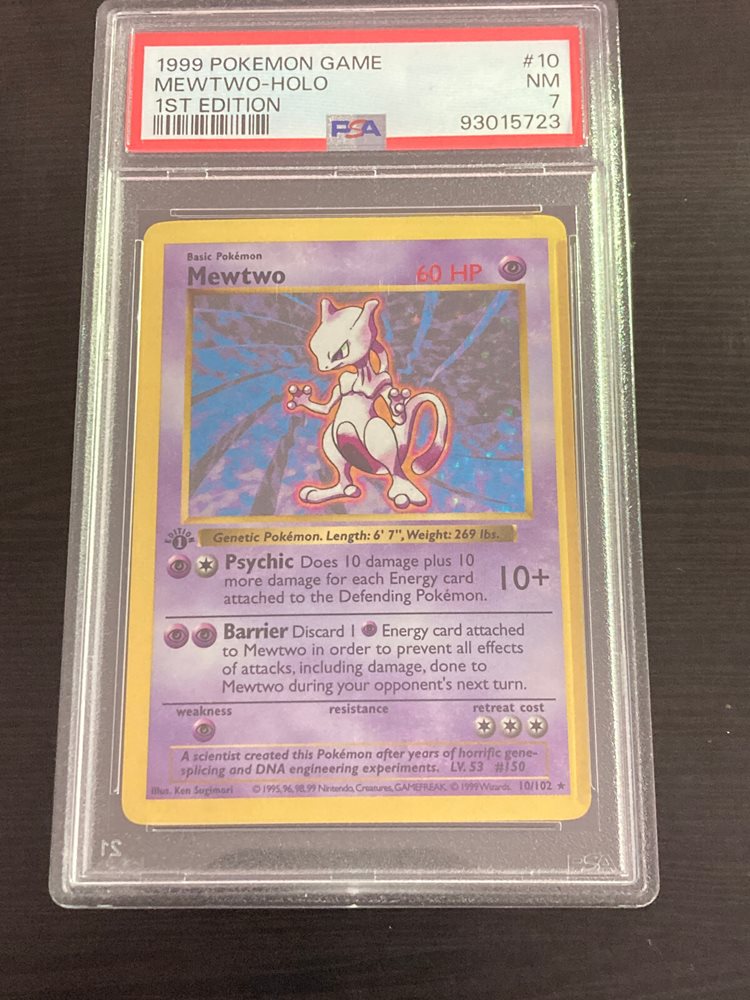 1999 POKEMON GAME #10
MEWTWO-HOLO NM
1ST EDITION 7
PSA 93015723
Basic Pokémon
Mewtwo 60 HP
EDITION
1
Genetic Pokémon. Length: 6' 7", Weight: 269 lbs.
Psychic Does 10 damage plus 10
more damage for each Energy card
attached to the Defending Pokémon.
10+
Barrier Discard 1 Energy card attached
to Mewtwo in order to prevent all effects
of attacks, including damage, done to
Mewtwo during your opponent's next turn.
weakness resistance retreat cost
A scientist created this Pokémon after years of horrific gene-
splicing and DNA engineering experiments. LV. 53 #150
Illus. Ken Sugimori © 1995, 96, 98, 99 Nintendo, Creatures, GAMEFREAK. © 1999 Wizards. 10/102 ★
21 PSA